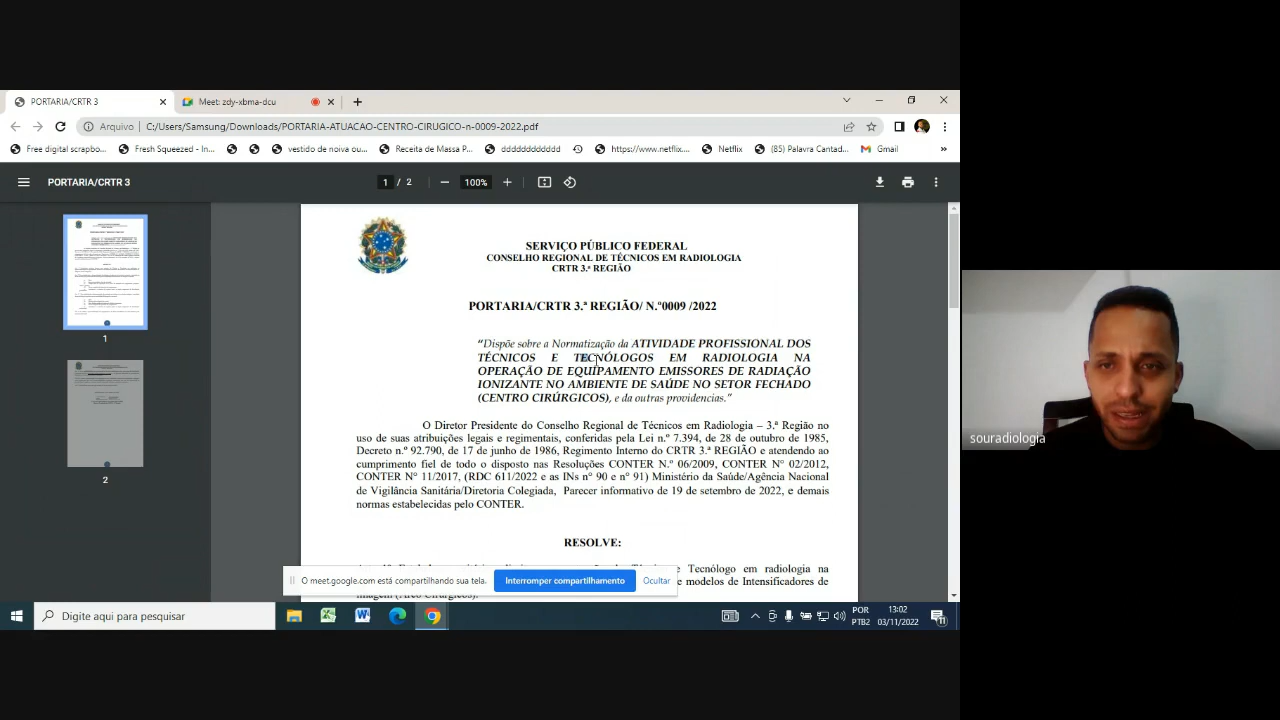 PORTARIA/CRTR 3
Meet: zdy-xbma-dcu
Arquivo | C:/Users/Samsung/Downloads/PORTARIA-ATUACAO-CENTRO-CIRUGICO-n-0009-2022.pdf
Free digital scrapbo... Fresh Squeezed - In... vestido de noiva ou... Receita de Massa P... dddddddddddd https://www.netflix... Netflix (85) Palavra Cantad... Gmail »
PORTARIA/CRTR 3
1 / 2
100%
1
2
SERVIÇO PÚBLICO FEDERAL
CONSELHO REGIONAL DE TÉCNICOS EM RADIOLOGIA
CRTR 3.ª REGIÃO
PORTARIA/CRTR 3.ª REGIÃO/ N.º0009 /2022
“Dispõe sobre a Normatização da ATIVIDADE PROFISSIONAL DOS
TÉCNICOS E TECNÓLOGOS EM RADIOLOGIA NA
OPERAÇÃO DE EQUIPAMENTO EMISSORES DE RADIAÇÃO
IONIZANTE NO AMBIENTE DE SAÚDE NO SETOR FECHADO
(CENTRO CIRÚRGICOS), e da outras providencias.”
O Diretor Presidente do Conselho Regional de Técnicos em Radiologia – 3.ª Região no
uso de suas atribuições legais e regimentais, conferidas pela Lei n.º 7.394, de 28 de outubro de 1985,
Decreto n.º 92.790, de 17 de junho de 1986, Regimento Interno do CRTR 3.ª REGIÃO e atendendo ao
cumprimento fiel de todo o disposto nas Resoluções CONTER N.º 06/2009, CONTER N° 02/2012,
CONTER N° 11/2017, (RDC 611/2022 e as INs n° 90 e n° 91) Ministério da Saúde/Agência Nacional
de Vigilância Sanitária/Diretoria Colegiada, Parecer informativo de 19 de setembro de 2022, e demais
normas estabelecidas pelo CONTER.
RESOLVE:
Tecnólogo em radiologia na
e modelos de Intensificadores de
imagem (Arco Cirúrgicos).
O meet.google.com está compartilhando sua tela.
Interromper compartilhamento
Ocultar
souradiologia
Digite aqui para pesquisar
POR
PTB2
13:02
03/11/2022
11